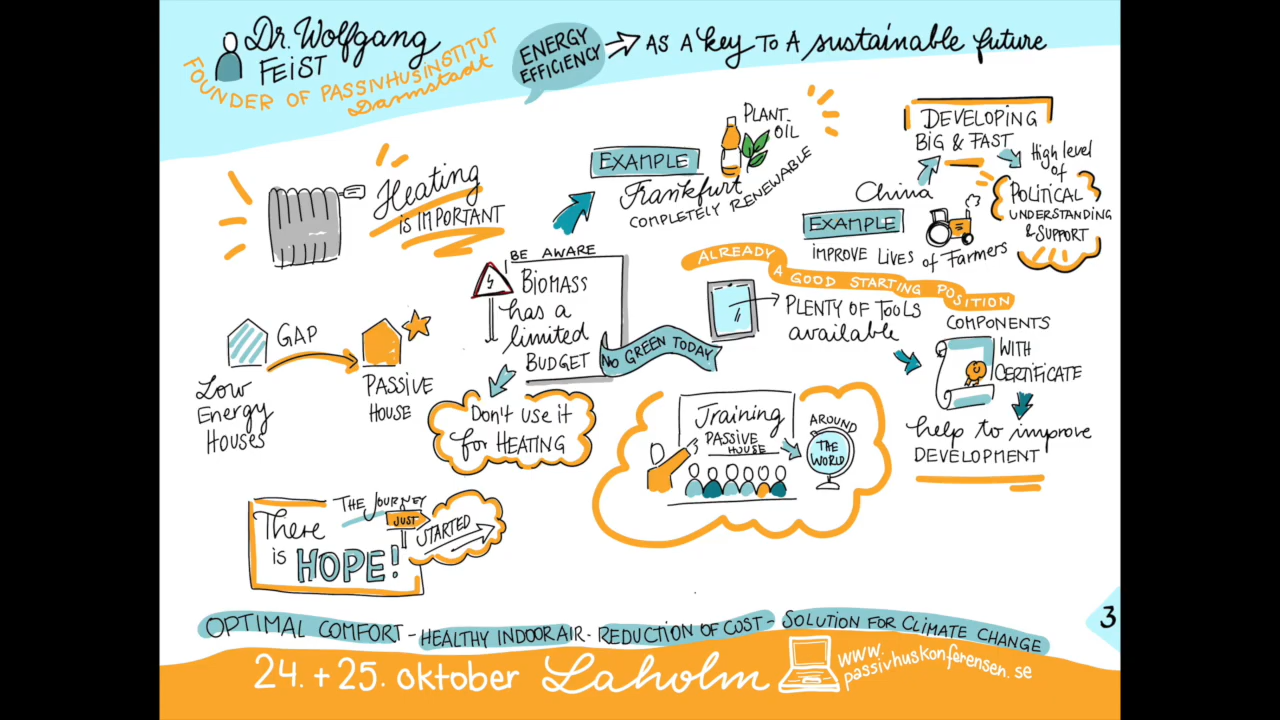 Dr. Wolfgang
FEIST
FOUNDER OF PASSIVHUSINSTITUT
Darmstadt
ENERGY
EFFICIENCY
AS A key TO A sustainable future
Heating
is IMPORTANT
EXAMPLE
PLANT-
OIL
Frankfurt
COMPLETELY RENEWABLE
DEVELOPING
BIG & FAST
High level
of
POLITICAL
UNDERSTANDING
& SUPPORT
China
EXAMPLE
IMPROVE LIVES of Farmers
BE AWARE
BIOMASS
has a
limited
BUDGET
NO GREEN TODAY
Don't use it
for HEATING
ALREADY
A GOOD STARTING POSITION
PLENTY OF TOOLS
available
COMPONENTS
WITH
CERTIFICATE
help to improve
DEVELOPMENT
GAP
Low
Energy
Houses
PASSIVE
HOUSE
Training
PASSIVE
HOUSE
AROUND
THE
WORLD
There
is HOPE!
THE JOURNEY
JUST
STARTED
OPTIMAL COMFORT - HEALTHY INDOOR AIR - REDUCTION OF COST - SOLUTION FOR CLIMATE CHANGE
3
24. + 25. oktober Laholm
www.
passivhuskonferensen.se